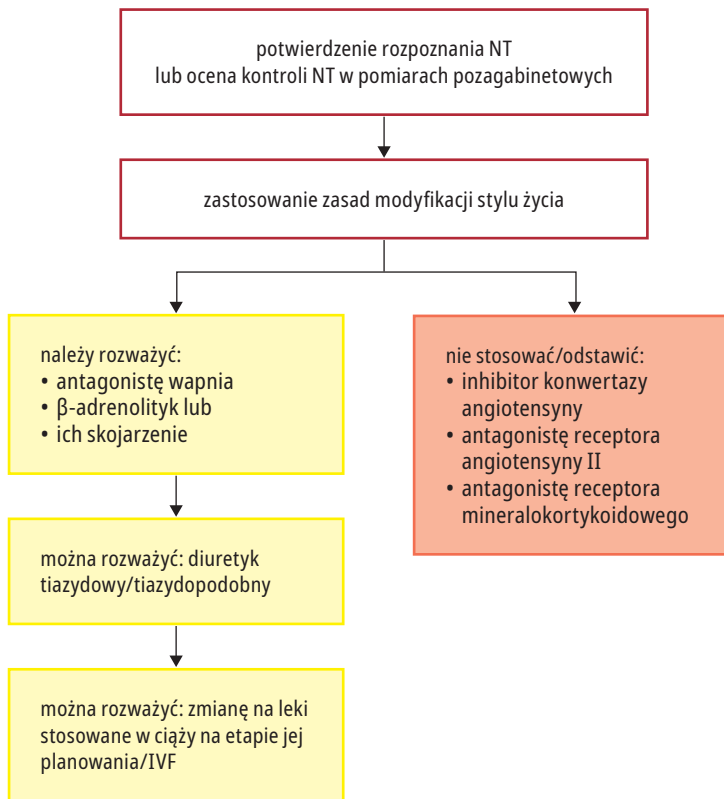 potwierdzenie rozpoznania NT
lub ocena kontroli NT w pomiarach pozagabinetowych
zastosowanie zasad modyfikacji stylu życia
należy rozważyć:
• antagonistę wapnia
• β-adrenolityk lub
• ich skojarzenie
można rozważyć: diuretyk
tiazydowy/tiazydopodobny
można rozważyć: zmianę na leki
stosowane w ciąży na etapie jej
planowania/IVF
nie stosować/odstawić:
• inhibitor konwertazy
angiotensyny
• antagonistę receptora
angiotensyny II
• antagonistę receptora
mineralokortykoidowego